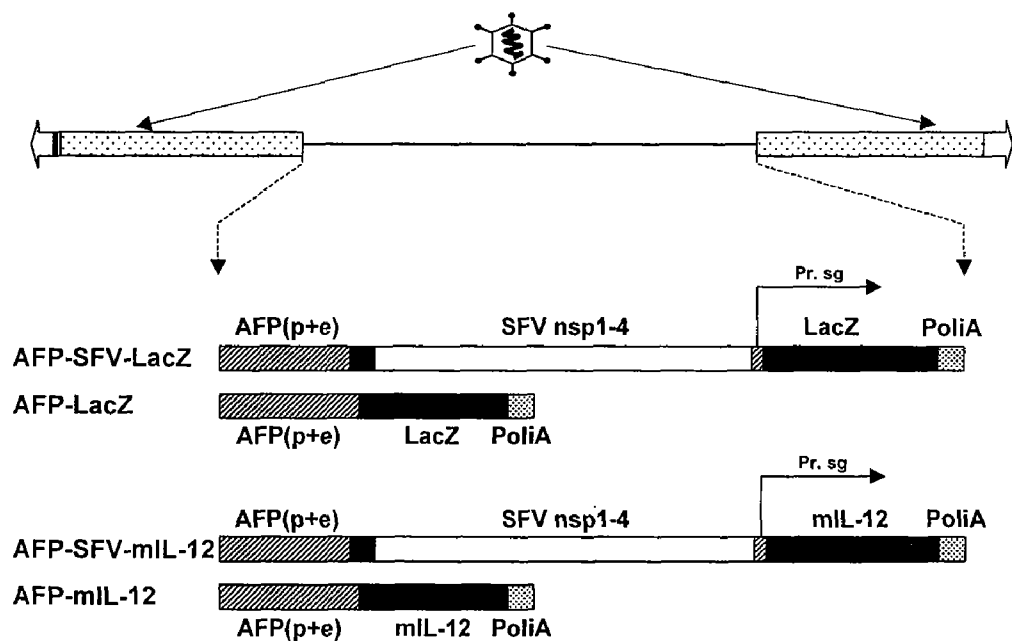 Pr. sg
AFP(p+e) SFV nsp1-4 LacZ PoliA
AFP-SFV-LacZ
AFP-LacZ
AFP(p+e) LacZ PoliA
Pr. sg
AFP(p+e) SFV nsp1-4 mIL-12 PoliA
AFP-SFV-mIL-12
AFP-mIL-12
AFP(p+e) mIL-12 PoliA